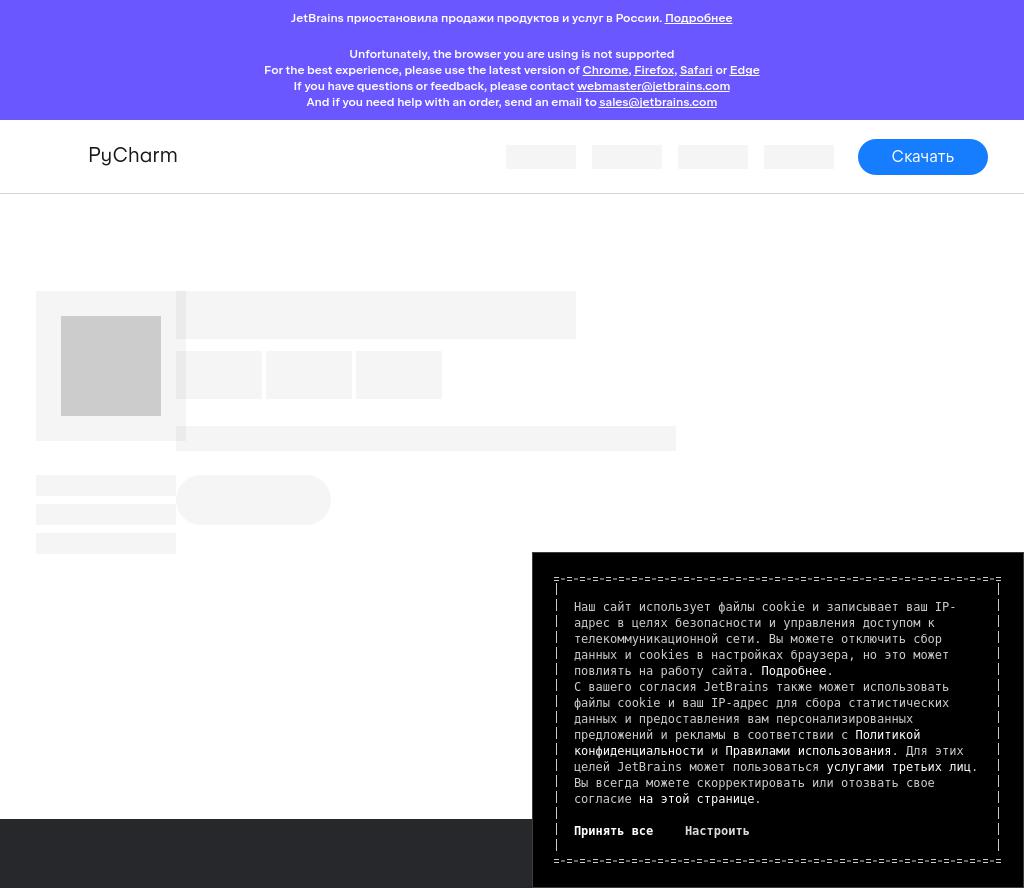 JetBrains приостановила продажи продуктов и услуг в России. Подробнее
Unfortunately, the browser you are using is not supported
For the best experience, please use the latest version of Chrome, Firefox, Safari or Edge
If you have questions or feedback, please contact webmaster@jetbrains.com
And if you need help with an order, send an email to sales@jetbrains.com
PyCharm
Скачать
Наш сайт использует файлы cookie и записывает ваш IP-
адрес в целях безопасности и управления доступом к
телекоммуникационной сети. Вы можете отключить сбор
данных и cookies в настройках браузера, но это может
повлиять на работу сайта. Подробнее.
С вашего согласия JetBrains также может использовать
файлы cookie и ваш IP-адрес для сбора статистических
данных и предоставления вам персонализированных
предложений и рекламы в соответствии с Политикой
конфиденциальности и Правилами использования. Для этих
целей JetBrains может пользоваться услугами третьих лиц.
Вы всегда можете скорректировать или отозвать свое
согласие на этой странице.
Принять все Настроить